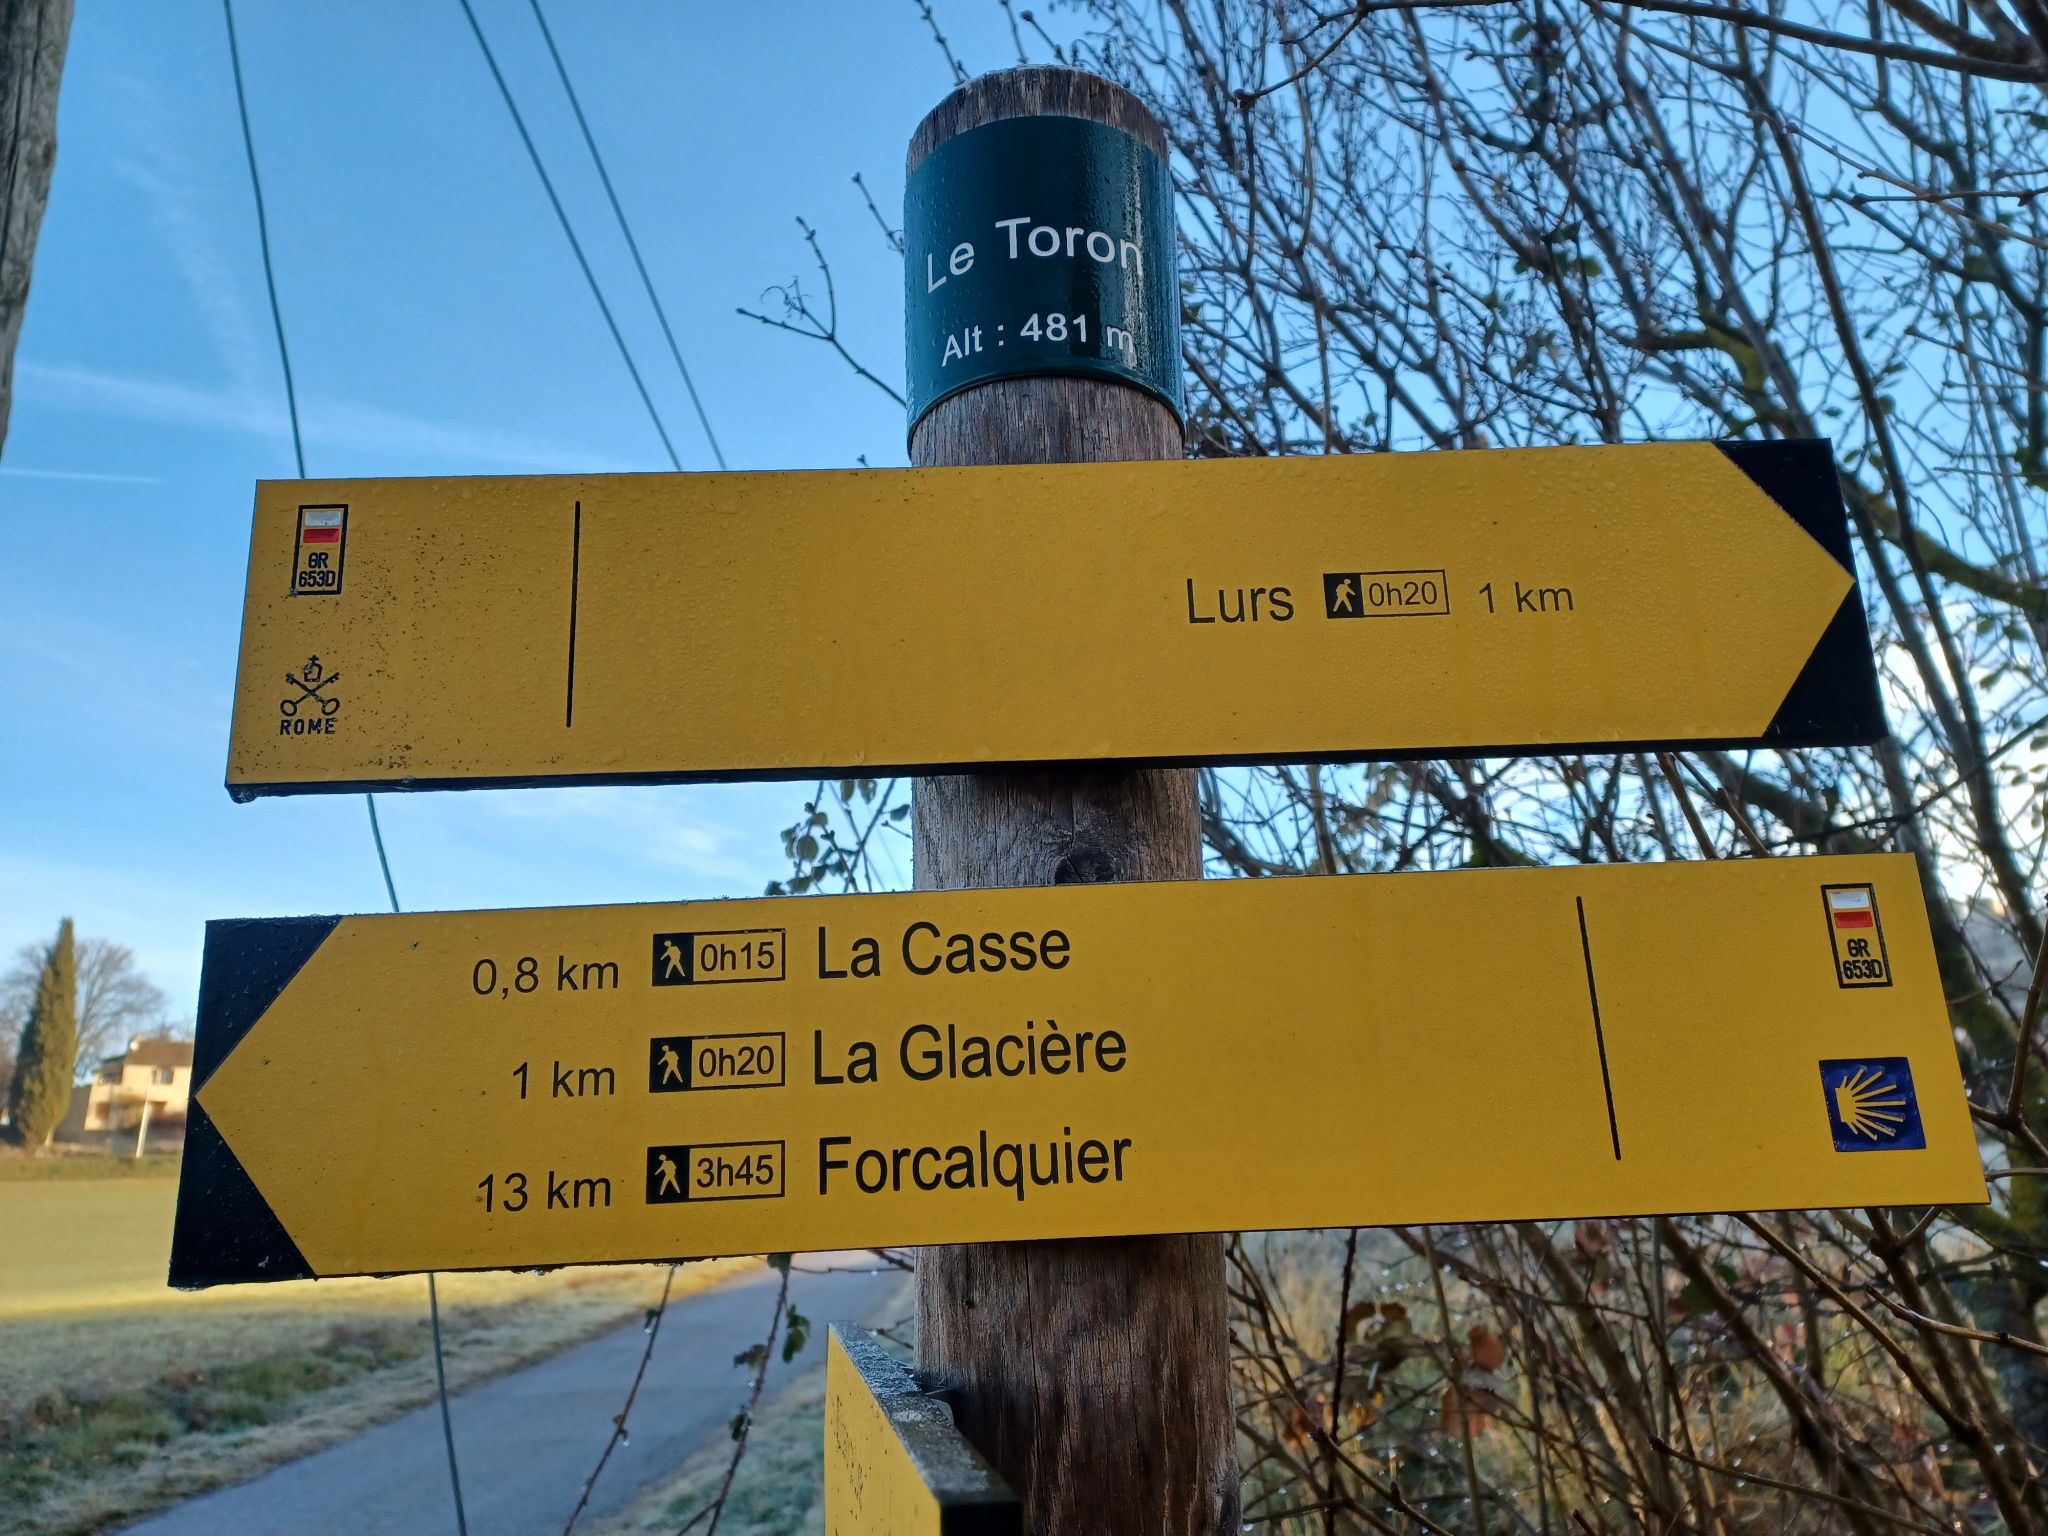 Le Toron
Alt : 481 m
GR
653D
ROME
Lurs 0h20 1 km
0,8 km 0h15 La Casse
1 km 0h20 La Glacière
13 km 3h45 Forcalquier
GR
653D